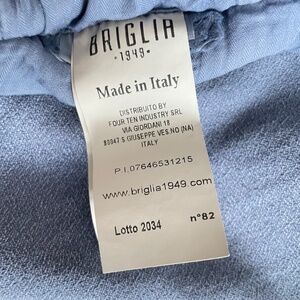 BRIGLIA
·1949·
Made in Italy
DISTRIBUITO BY
FOUR TEN INDUSTRY SRL
VIA GIORDANI 18
80047 S GIUSEPPE VES.NO (NA)
ITALY
P.I.07646531215
www.briglia1949.com
Lotto 2034 n°82